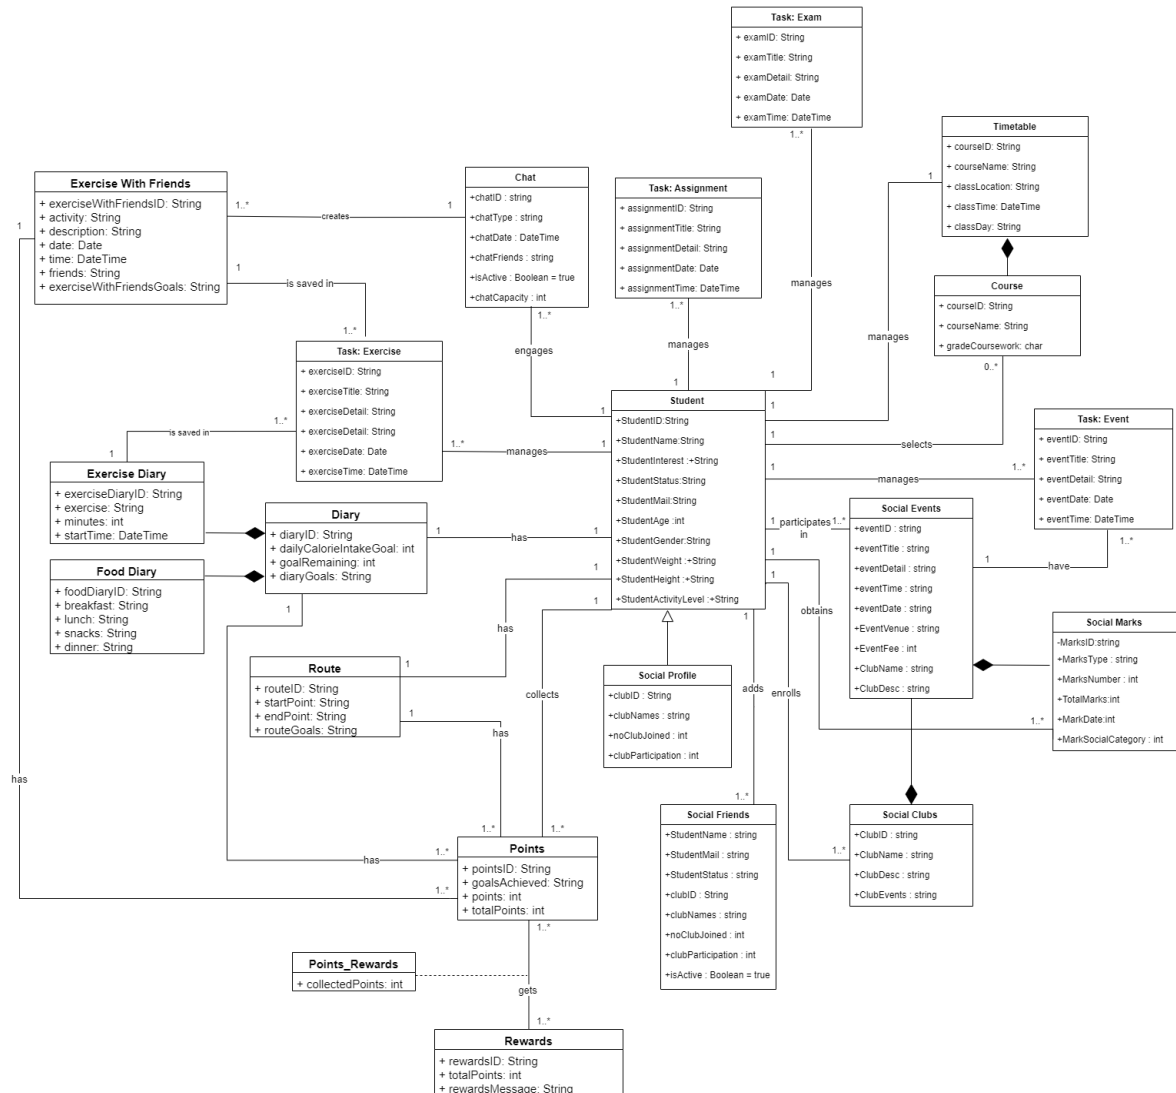 Task: Exam
+ examID: String
+ examTitle: String
+ examDetail: String
+ examDate: Date
+ examTime: DateTime
1..*
manages
1
Timetable
+ courseID: String
+ courseName: String
+ classLocation: String
+ classTime: DateTime
+ classDay: String
1
manages
1
Course
+ courseID: String
+ courseName: String
+ gradeCoursework: char
0..*
selects
1
Exercise With Friends
+ exerciseWithFriendsID: String
+ activity: String
+ description: String
+ date: Date
+ time: DateTime
+ friends: String
+ exerciseWithFriendsGoals: String
1
1..*
creates
1
1
is saved in
1..*
Chat
+chatID : string
+chatType : string
+chatDate : DateTime
+chatFriends : string
+isActive : Boolean = true
+chatCapacity : int
1..*
engages
1
Task: Assignment
+ assignmentID: String
+ assignmentTitle: String
+ assignmentDetail: String
+ assignmentDate: Date
+ assignmentTime: DateTime
1..*
manages
1
Task: Exercise
+ exerciseID: String
+ exerciseTitle: String
+ exerciseDetail: String
+ exerciseDetail: String
+ exerciseDate: Date
+ exerciseTime: DateTime
1..*
is saved in
1
1..*
manages
1
Student
+StudentID:String
+StudentName:String
+StudentInterest :+String
+StudentStatus:String
+StudentMail:String
+StudentAge :int
+StudentGender:String
+StudentWeight :+String
+StudentHeight :+String
+StudentActivityLevel :+String
Task: Event
+ eventID: String
+ eventTitle: String
+ eventDetail: String
+ eventDate: Date
+ eventTime: DateTime
1
manages
1..*
1..*
Exercise Diary
+ exerciseDiaryID: String
+ exercise: String
+ minutes: int
+ startTime: DateTime
Diary
+ diaryID: String
+ dailyCalorieIntakeGoal: int
+ goalRemaining: int
+ diaryGoals: String
1
has
1
1
Food Diary
+ foodDiaryID: String
+ breakfast: String
+ lunch: String
+ snacks: String
+ dinner: String
Social Events
+eventID : string
+eventTitle : string
+eventDetail : string
+eventTime : string
+eventDate : string
+EventVenue : string
+EventFee : int
+ClubName : string
+ClubDesc : string
1
participates
in
1..*
1
have
1
obtains
1..*
Social Marks
-MarksID:string
+MarksType : string
+MarksNumber : int
+TotalMarks:int
+MarkDate:int
+MarkSocialCategory : int
Route
+ routeID: String
+ startPoint: String
+ endPoint: String
+ routeGoals: String
1
has
1
1
has
1..*
1
collects
1..*
Social Profile
+clubID : String
+clubNames : string
+noClubJoined : int
+clubParticipation : int
1
adds
1..*
1
enrolls
1..*
Social Friends
+StudentName : string
+StudentMail : string
+StudentStatus : string
+clubID : String
+clubNames : string
+noClubJoined : int
+clubParticipation : int
+isActive : Boolean = true
Social Clubs
+ClubID : string
+ClubName : string
+ClubDesc : string
+ClubEvents : string
has
has
1..*
1..*
Points
+ pointsID: String
+ goalsAchieved: String
+ points: int
+ totalPoints: int
1..*
Points_Rewards
+ collectedPoints: int
gets
1..*
Rewards
+ rewardsID: String
+ totalPoints: int
+ rewardsMessage: String